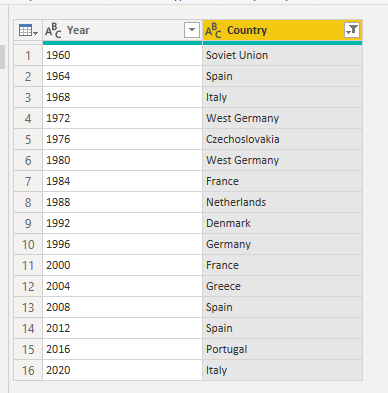 ABC Year ABC Country
1 1960 Soviet Union
2 1964 Spain
3 1968 Italy
4 1972 West Germany
5 1976 Czechoslovakia
6 1980 West Germany
7 1984 France
8 1988 Netherlands
9 1992 Denmark
10 1996 Germany
11 2000 France
12 2004 Greece
13 2008 Spain
14 2012 Spain
15 2016 Portugal
16 2020 Italy